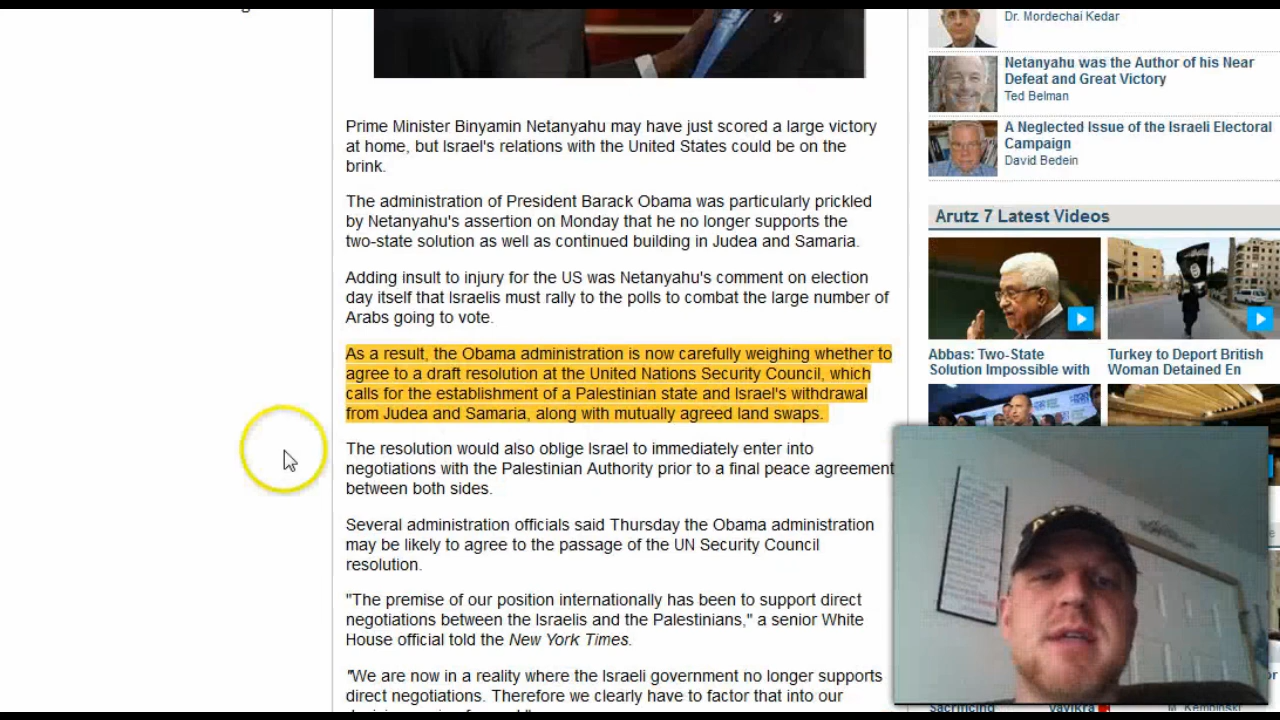 Dr. Mordechai Kedar
Netanyahu was the Author of his Near
Defeat and Great Victory
Ted Belman
A Neglected Issue of the Israeli Electoral
Campaign
David Bedein
Prime Minister Binyamin Netanyahu may have just scored a large victory
at home, but Israel's relations with the United States could be on the
brink.
The administration of President Barack Obama was particularly prickled
by Netanyahu's assertion on Monday that he no longer supports the
two-state solution as well as continued building in Judea and Samaria.
Adding insult to injury for the US was Netanyahu's comment on election
day itself that Israelis must rally to the polls to combat the large number of
Arabs going to vote.
As a result, the Obama administration is now carefully weighing whether to
agree to a draft resolution at the United Nations Security Council, which
calls for the establishment of a Palestinian state and Israel's withdrawal
from Judea and Samaria, along with mutually agreed land swaps.
The resolution would also oblige Israel to immediately enter into
negotiations with the Palestinian Authority prior to a final peace agreement
between both sides.
Several administration officials said Thursday the Obama administration
may be likely to agree to the passage of the UN Security Council
resolution.
"The premise of our position internationally has been to support direct
negotiations between the Israelis and the Palestinians," a senior White
House official told the New York Times.
"We are now in a reality where the Israeli government no longer supports
direct negotiations. Therefore we clearly have to factor that into our
Arutz 7 Latest Videos
Abbas: Two-State
Solution Impossible with
Turkey to Deport British
Woman Detained En
Sacrificing
Vayikra
M. Kempinski